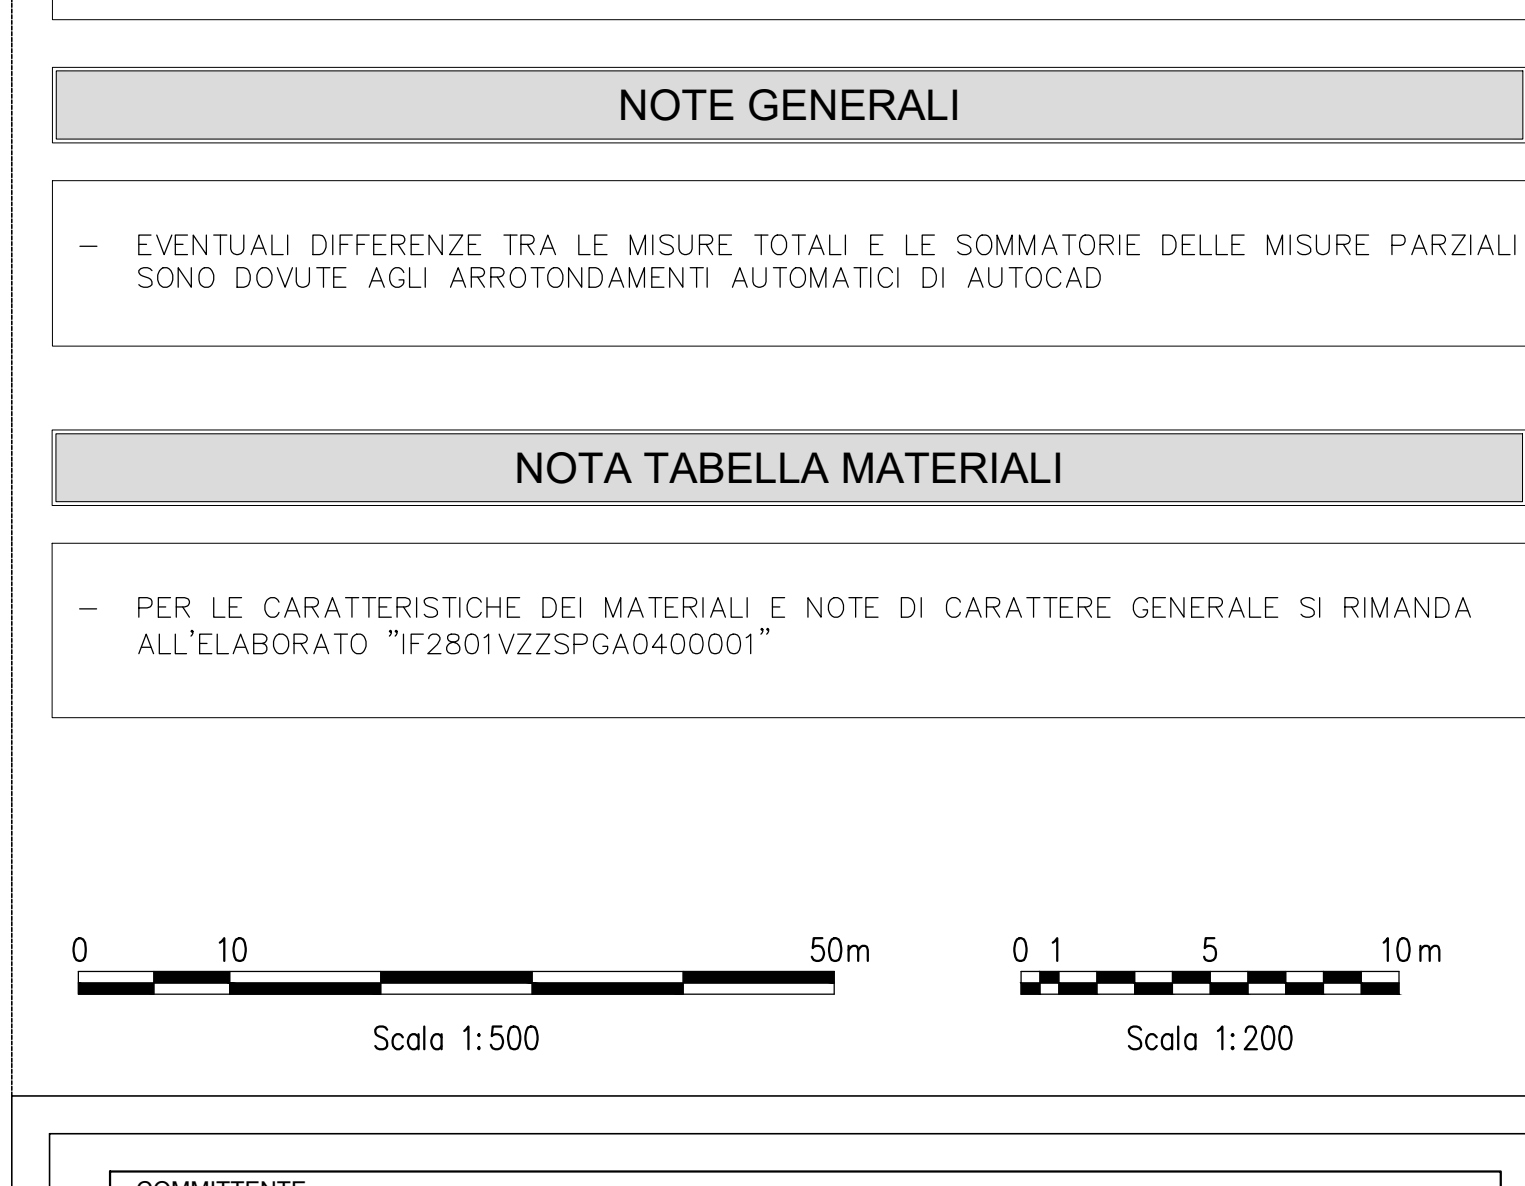 NOTE GENERALI
— EVENTUALI DIFFERENZE TRA LE MISURE TOTALI E LE SOMMATORIE DELLE MISURE PARZIALI
SONO DOVUTE AGLI ARROTONDAMENTI AUTOMATICI DI AUTOCAD
NOTA TABELLA MATERIALI
— PER LE CARATTERISTICHE DEI MATERIALI E NOTE DI CARATTERE GENERALE SI RIMANDA
ALL'ELABORATO "IF2801VZZSPGA0400001"
0 10 50m
Scala 1:500
0 1 5 10m
Scala 1:200
COMMITTENTE